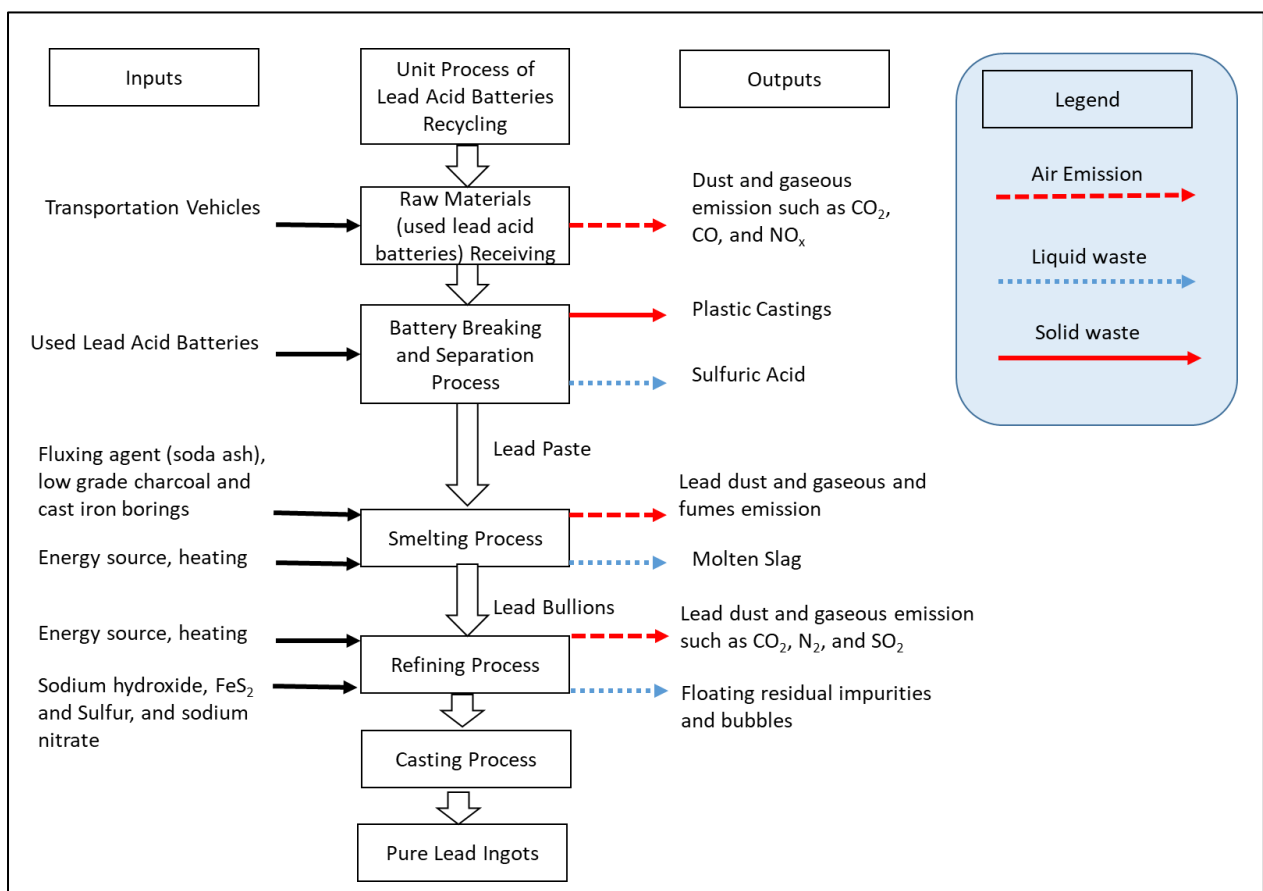 Inputs
Unit Process of
Lead Acid Batteries
Recycling
Outputs
Legend
Transportation Vehicles
Raw Materials
(used lead acid
batteries) Receiving
Dust and gaseous
emission such as CO₂,
CO, and NOₓ
Air Emission
Liquid waste
Solid waste
Used Lead Acid Batteries
Battery Breaking
and Separation
Process
Plastic Castings
Sulfuric Acid
Lead Paste
Fluxing agent (soda ash),
low grade charcoal and
cast iron borings
Energy source, heating
Smelting Process
Lead dust and gaseous and
fumes emission
Molten Slag
Lead Bullions
Energy source, heating
Sodium hydroxide, FeS₂
and Sulfur, and sodium
nitrate
Refining Process
Lead dust and gaseous emission
such as CO₂, N₂, and SO₂
Floating residual impurities
and bubbles
Casting Process
Pure Lead Ingots